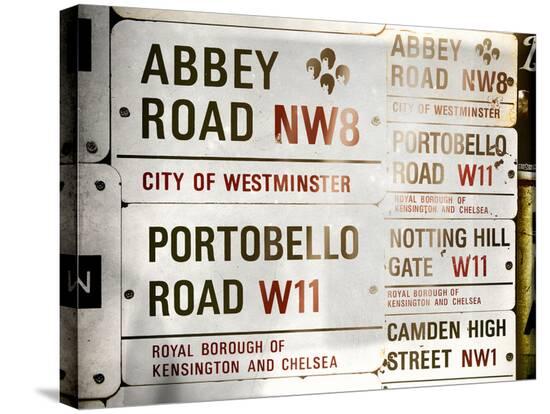 ABBEY
ROAD NW8
CITY OF WESTMINSTER
PORTOBELLO
ROAD W11
ROYAL BOROUGH OF
KENSINGTON AND CHELSEA
ABBEY
ROAD NW8
CITY OF WESTMINSTER
PORTOBELLO
ROAD W11
ROYAL BOROUGH OF
KENSINGTON AND CHELSEA
NOTTING HILL
GATE W11
ROYAL BOROUGH OF
KENSINGTON AND CHELSEA
CAMDEN HIGH
STREET NW1